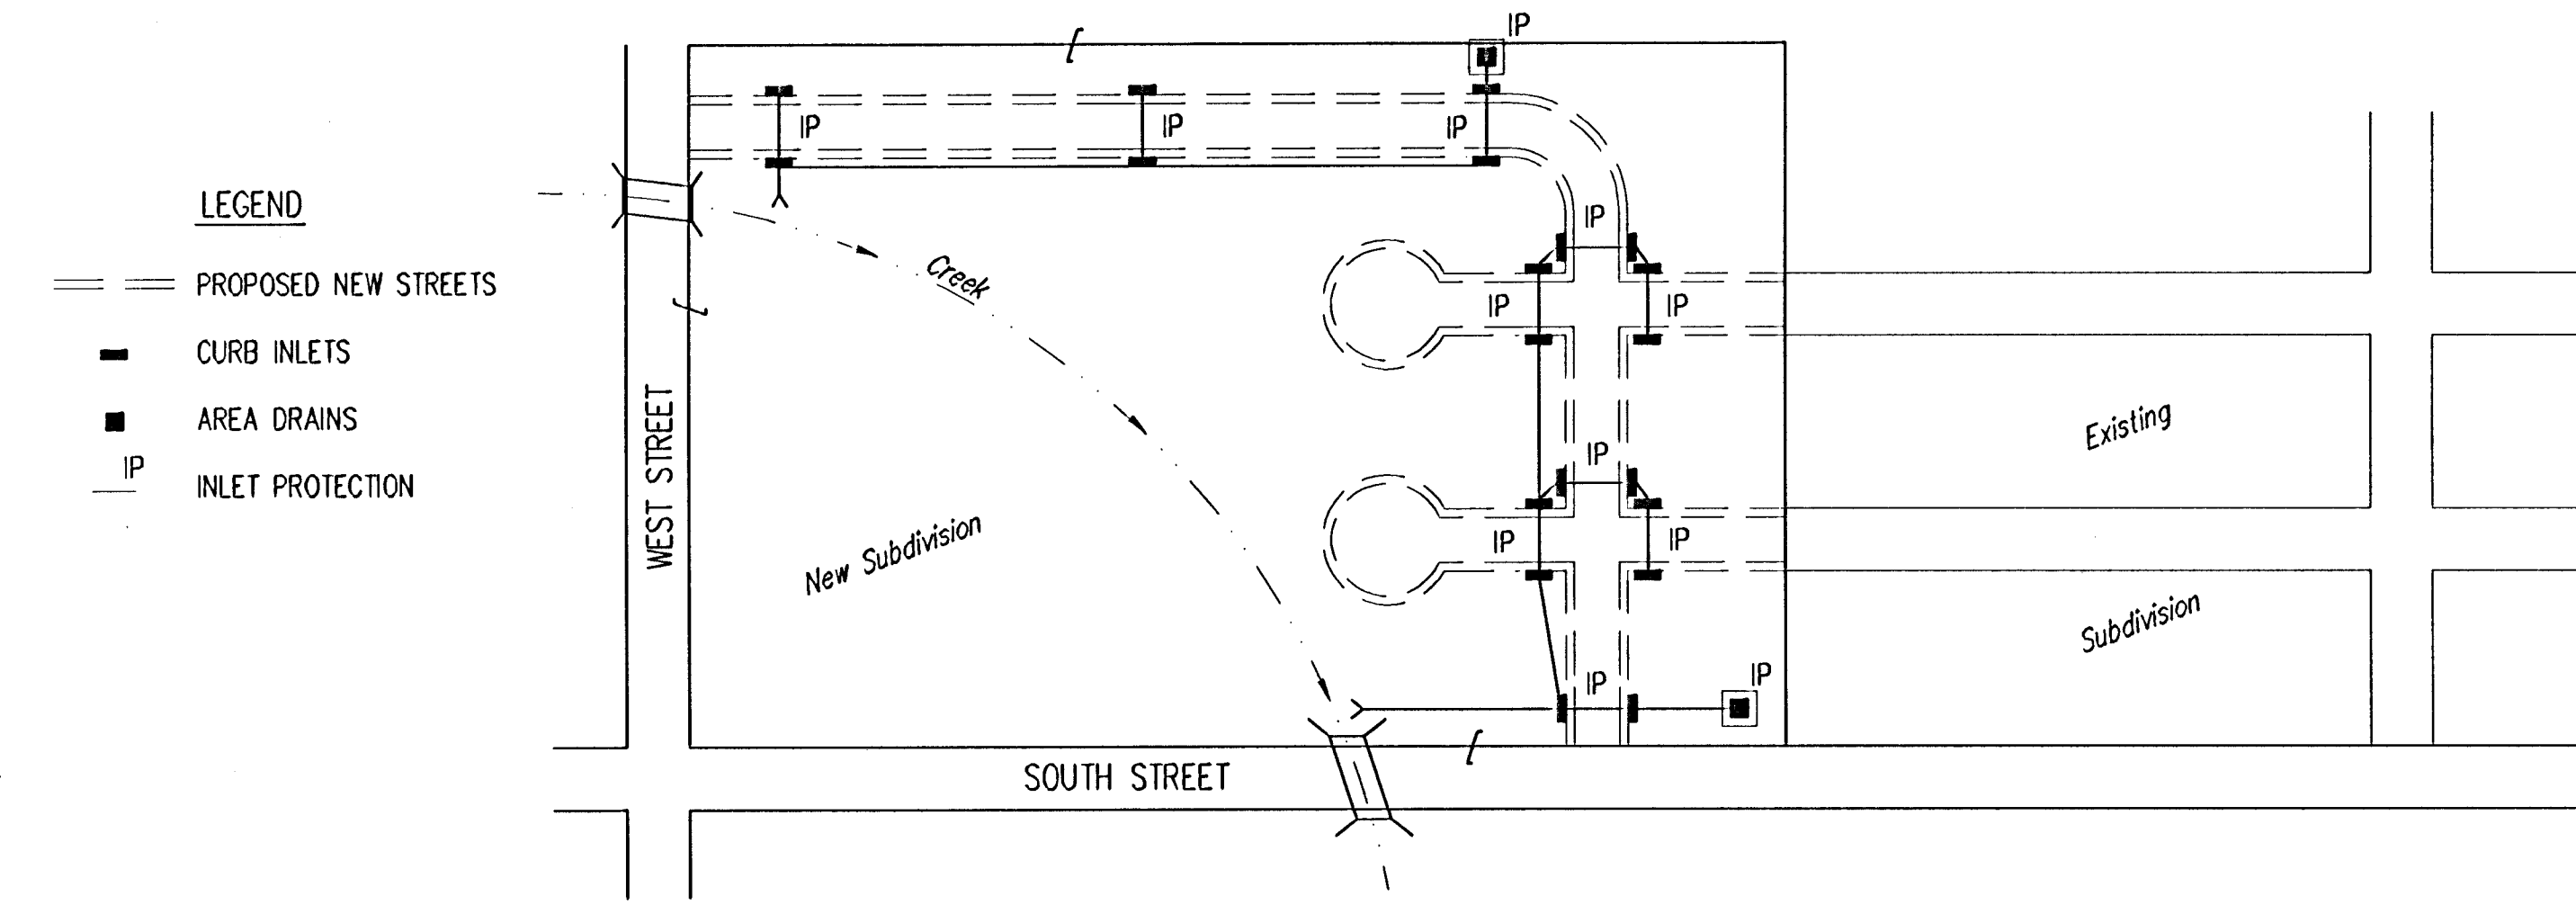 IP
IP
IP
IP
LEGEND
PROPOSED NEW STREETS
CURB INLETS
AREA DRAINS
IP
INLET PROTECTION
WEST STREET
Creek
New Subdivision
IP
IP
IP
IP
IP
IP
IP
IP
Existing
Subdivision
SOUTH STREET